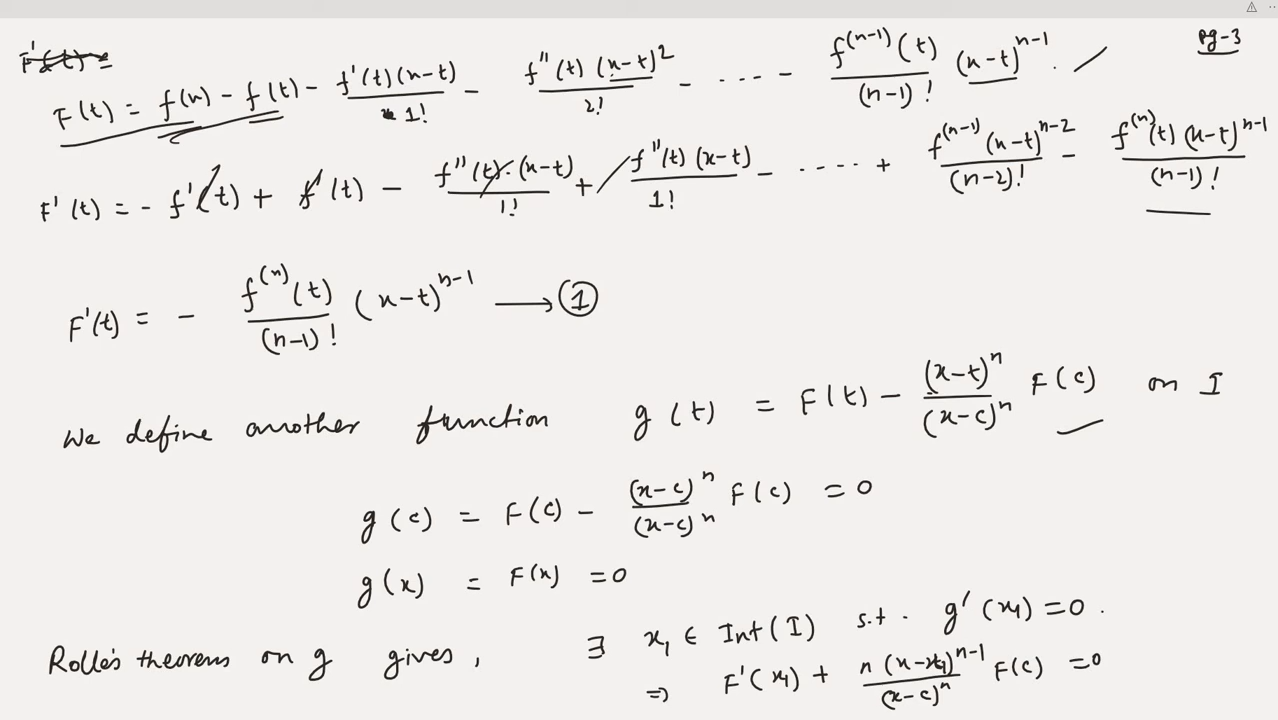 Pg-3
F'(t) =
F(t) = f(x) - f(t) - f'(t)(x-t)/1! - f''(t)(x-t)^2/2! - .... - f^(n-1)(t)/(n-1)! (x-t)^n-1
F'(t) = - f'(t) + f'(t) - f''(t).(x-t)/1! + f''(t)(x-t)/1! - ..... + f^(n-1)(x-t)^n-2/(n-2)! - f^(n)(t)(x-t)^n-1/(n-1)!
F'(t) = - f^(n)(t)/(n-1)! (x-t)^n-1 → ①
We define another function g(t) = F(t) - (x-t)^n/(x-c)^n F(c) on I
g(c) = F(c) - (x-c)^n/(x-c)^n F(c) = 0
g(x) = F(x) = 0
Rolle's theorem on g gives, ∃ x₁ ∈ Int(I) s.t. g'(x₁) = 0.
⇒ F'(x₁) + n(x-x₁)^n-1/(x-c)^n F(c) = 0